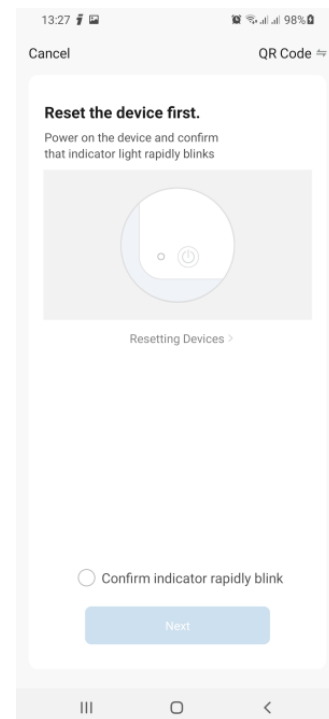 13:27 98%
Cancel QR Code
Reset the device first.
Power on the device and confirm
that indicator light rapidly blinks
Resetting Devices >
Confirm indicator rapidly blink
Next